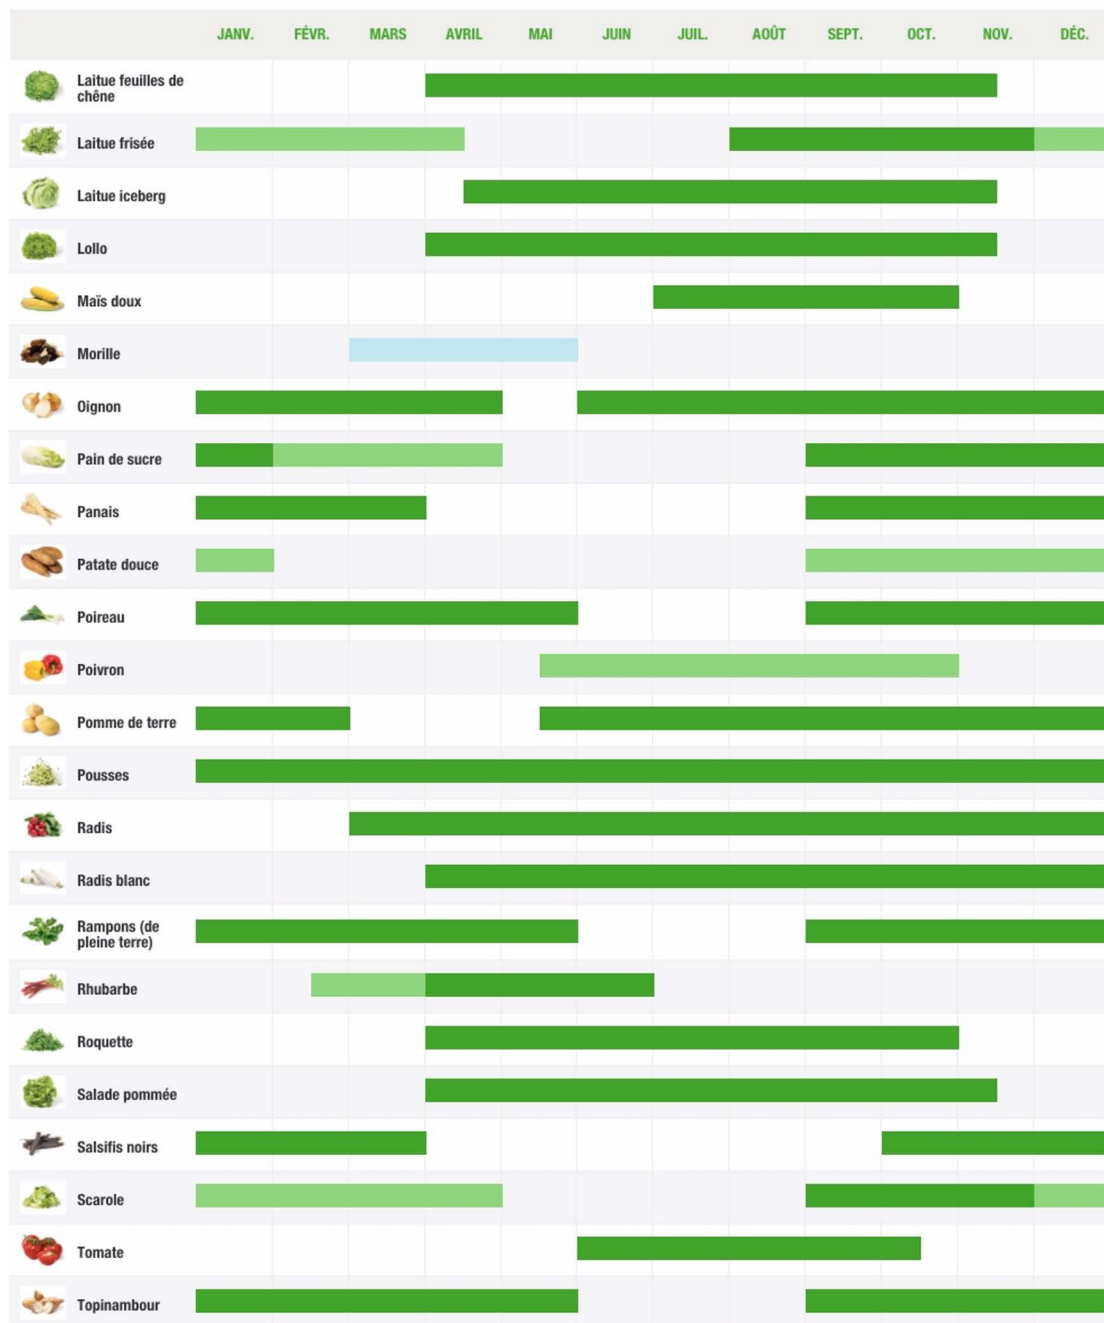 JANV. FÉVR. MARS AVRIL MAI JUIN JUIL. AOÛT SEPT. OCT. NOV. DÉC.
Laitue feuilles de
chêne
Laitue frisée
Laitue iceberg
Lollo
Maïs doux
Morille
Oignon
Pain de sucre
Panais
Patate douce
Poireau
Poivron
Pomme de terre
Pousses
Radis
Radis blanc
Rampons (de
pleine terre)
Rhubarbe
Roquette
Salade pommée
Salsifis noirs
Scarole
Tomate
Topinambour